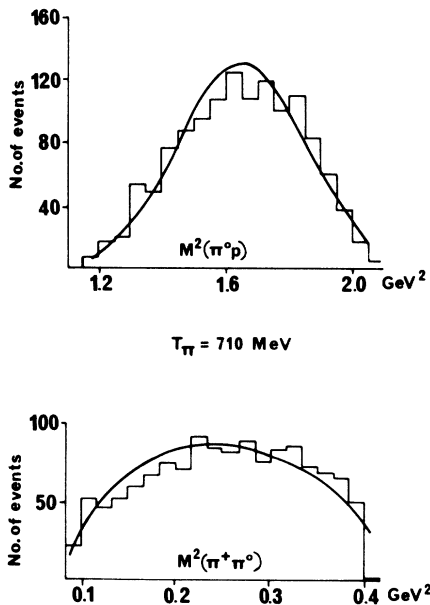 160
120
80
40
No. of events
M²(π°p)
1.2
1.6
2.0
GeV²
Tπ = 710 MeV
100
50
No. of events
M²(π⁺π°)
0.1
0.2
0.3
0.4
GeV²